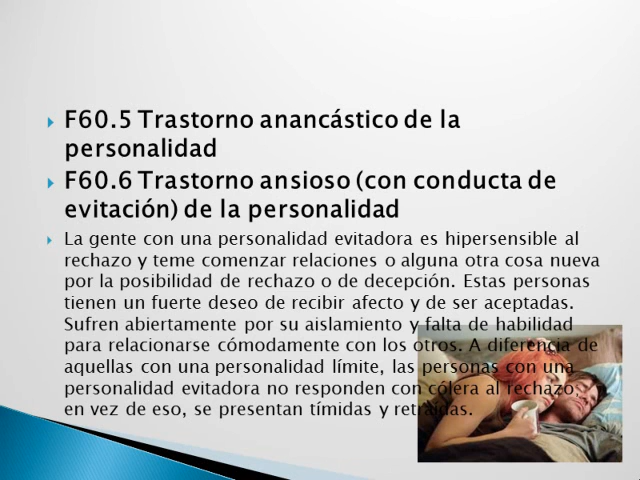 F60.5 Trastorno anancástico de la
personalidad
F60.6 Trastorno ansioso (con conducta de
evitación) de la personalidad
La gente con una personalidad evitadora es hipersensible al
rechazo y teme comenzar relaciones o alguna otra cosa nueva
por la posibilidad de rechazo o de decepción. Estas personas
tienen un fuerte deseo de recibir afecto y de ser aceptadas.
Sufren abiertamente por su aislamiento y falta de habilidad
para relacionarse cómodamente con los otros. A diferencia de
aquellas con una personalidad límite, las personas con una
personalidad evitadora no responden con cólera al rechazo;
en vez de eso, se presentan tímidas y retraídas.